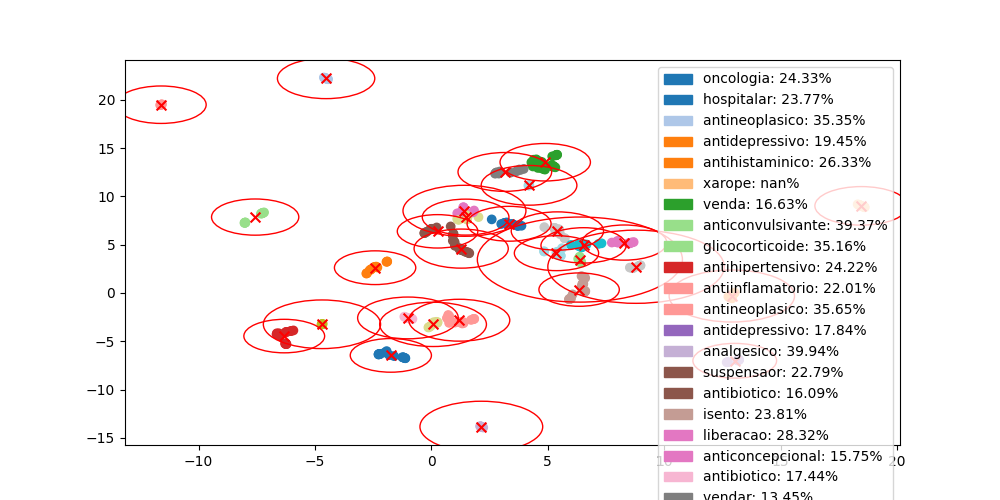 oncologia: 24.33%
hospitalar: 23.77%
antineoplasico: 35.35%
antidepressivo: 19.45%
antihistaminico: 26.33%
xarope: nan%
venda: 16.63%
anticonvulsivante: 39.37%
glicocorticoide: 35.16%
antihipertensivo: 24.22%
antiinflamatorio: 22.01%
antineoplasico: 35.65%
antidepressivo: 17.84%
analgesico: 39.94%
suspensaor: 22.79%
antibiotico: 16.09%
isento: 23.81%
liberacao: 28.32%
anticoncepcional: 15.75%
antibiotico: 17.44%
vendar: 13.45%
20
15
10
5
0
−5
−10
−15
−10 −5 0 5 10 15 20